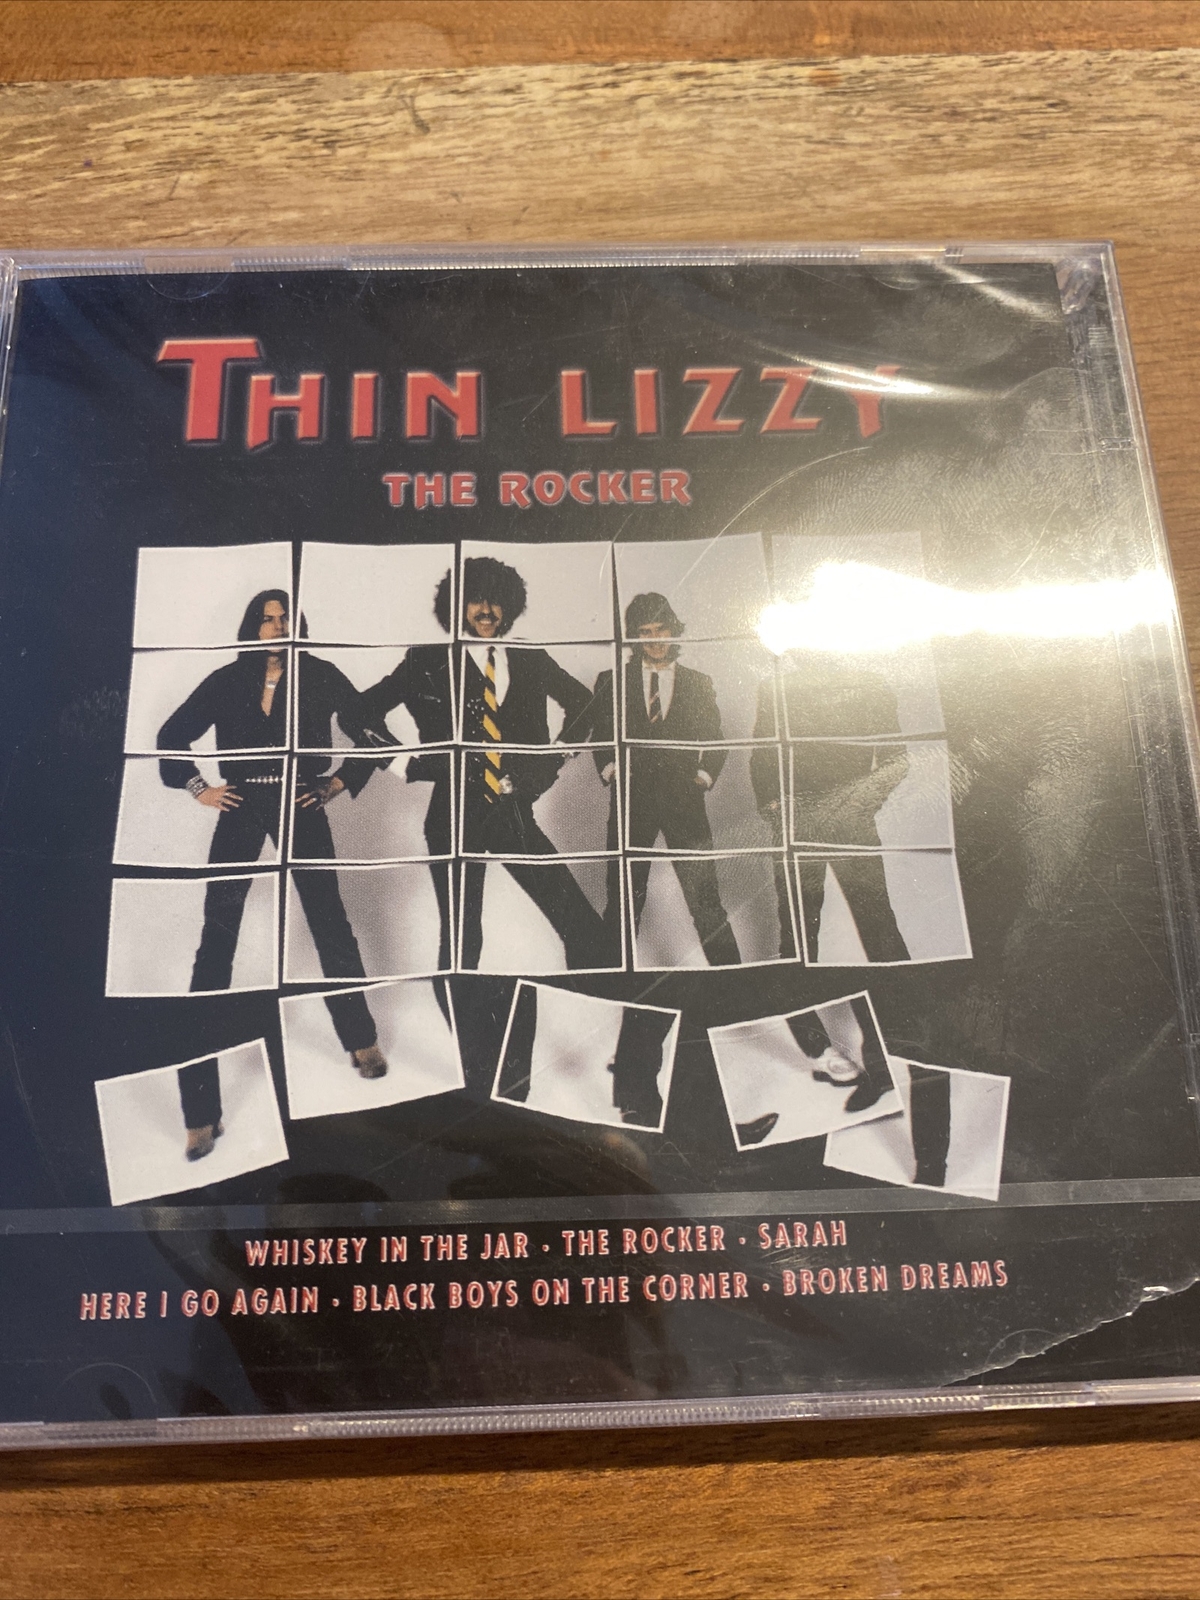 THIN LIZZY
THE ROCKER
WHISKEY IN THE JAR · THE ROCKER · SARAH
HERE I GO AGAIN · BLACK BOYS ON THE CORNER · BROKEN DREAMS